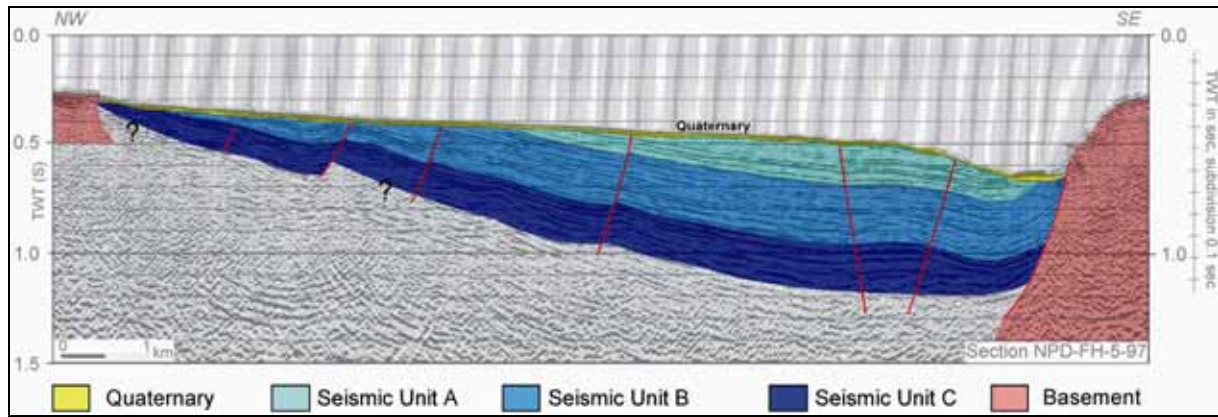 NW SE
0.0 0.0
? Quaternary
0.5 0.5
?
TWT (S) TWT in sec, subdivision 0.1 sec
1.0 1.0
0 1 km Section NPD-FH-5-97
1.5
Quaternary Seismic Unit A Seismic Unit B Seismic Unit C Basement